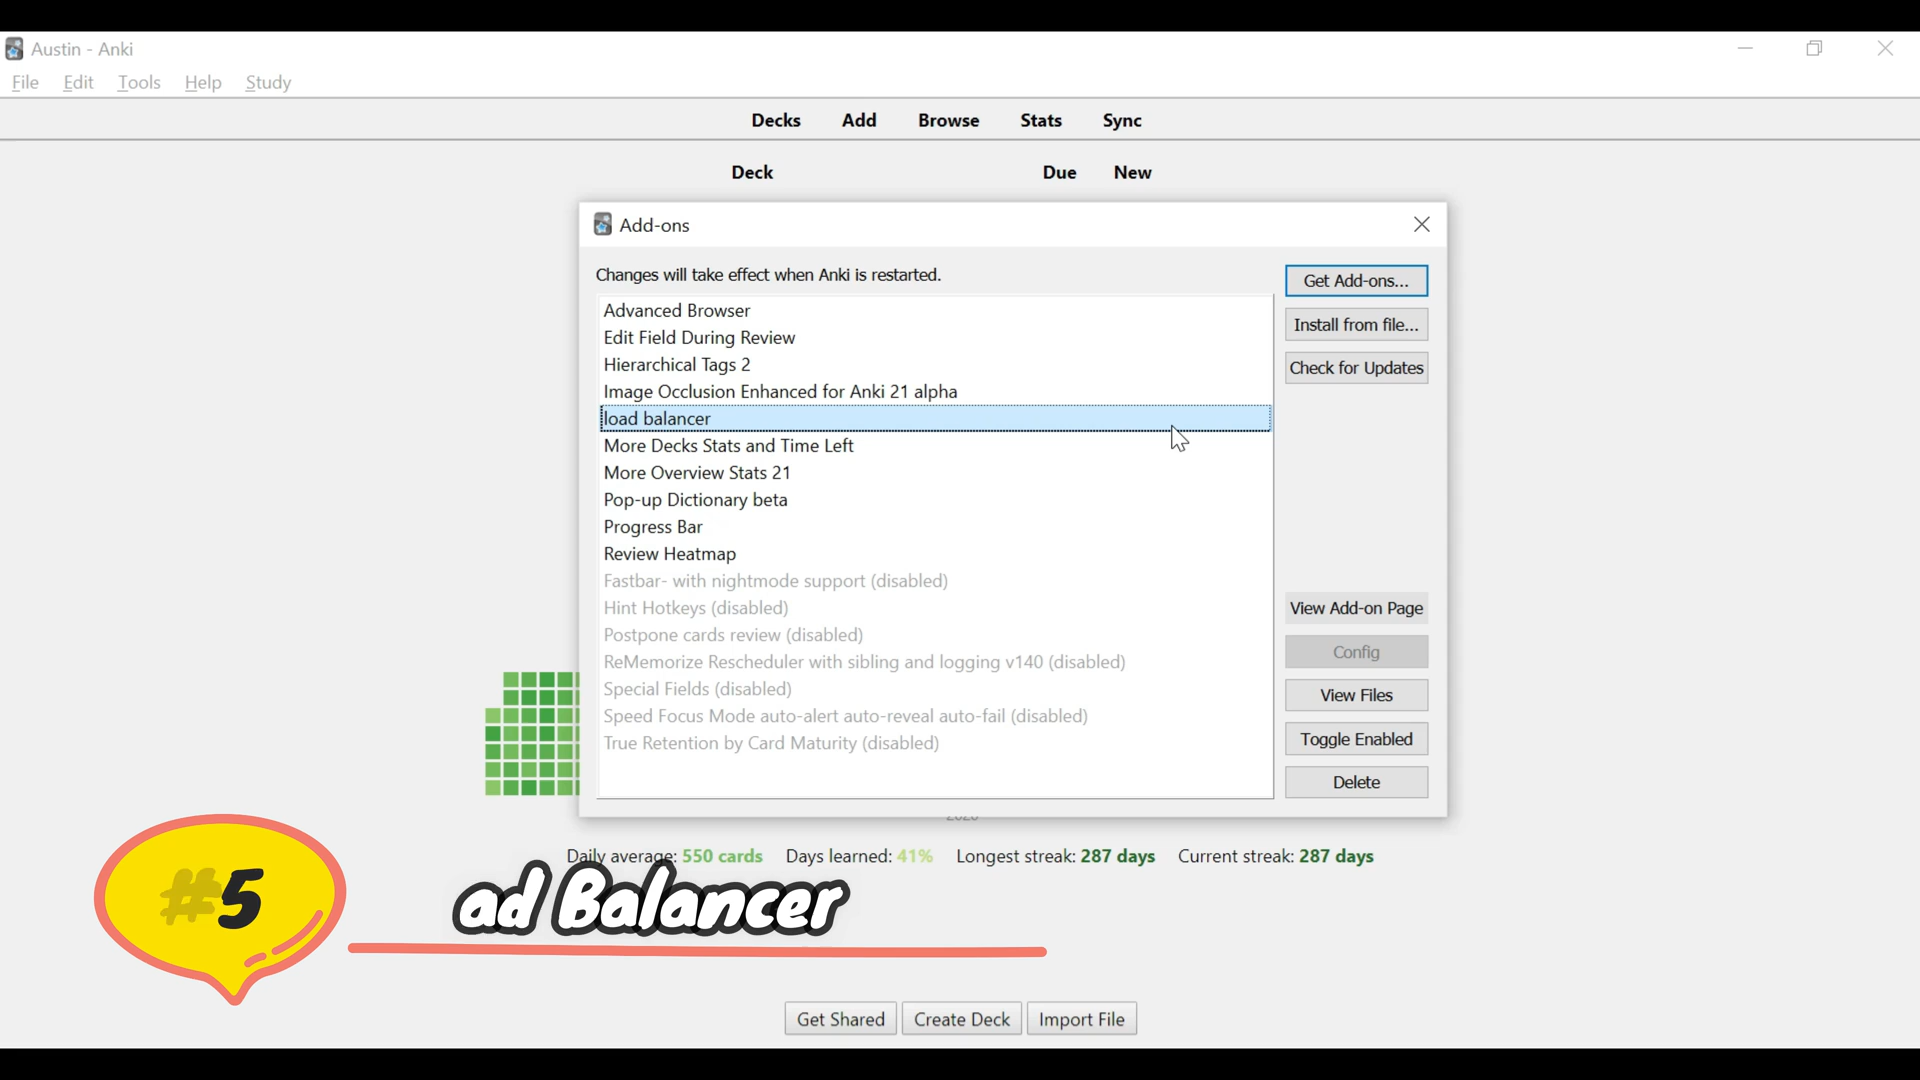 Austin - Anki
File Edit Tools Help Study
Decks Add Browse Stats Sync
Deck Due New
Add-ons
Changes will take effect when Anki is restarted.
Get Add-ons...
Advanced Browser
Install from file...
Edit Field During Review
Hierarchical Tags 2
Check for Updates
Image Occlusion Enhanced for Anki 21 alpha
load balancer
More Decks Stats and Time Left
More Overview Stats 21
Pop-up Dictionary beta
Progress Bar
Review Heatmap
Fastbar- with nightmode support (disabled)
Hint Hotkeys (disabled)
View Add-on Page
Postpone cards review (disabled)
Config
ReMemorize Rescheduler with sibling and logging v140 (disabled)
Special Fields (disabled)
View Files
Speed Focus Mode auto-alert auto-reveal auto-fail (disabled)
True Retention by Card Maturity (disabled)
Toggle Enabled
Delete
Daily average: 550 cards Days learned: 41% Longest streak: 287 days Current streak: 287 days
#5 ad Balancer
Get Shared Create Deck Import File